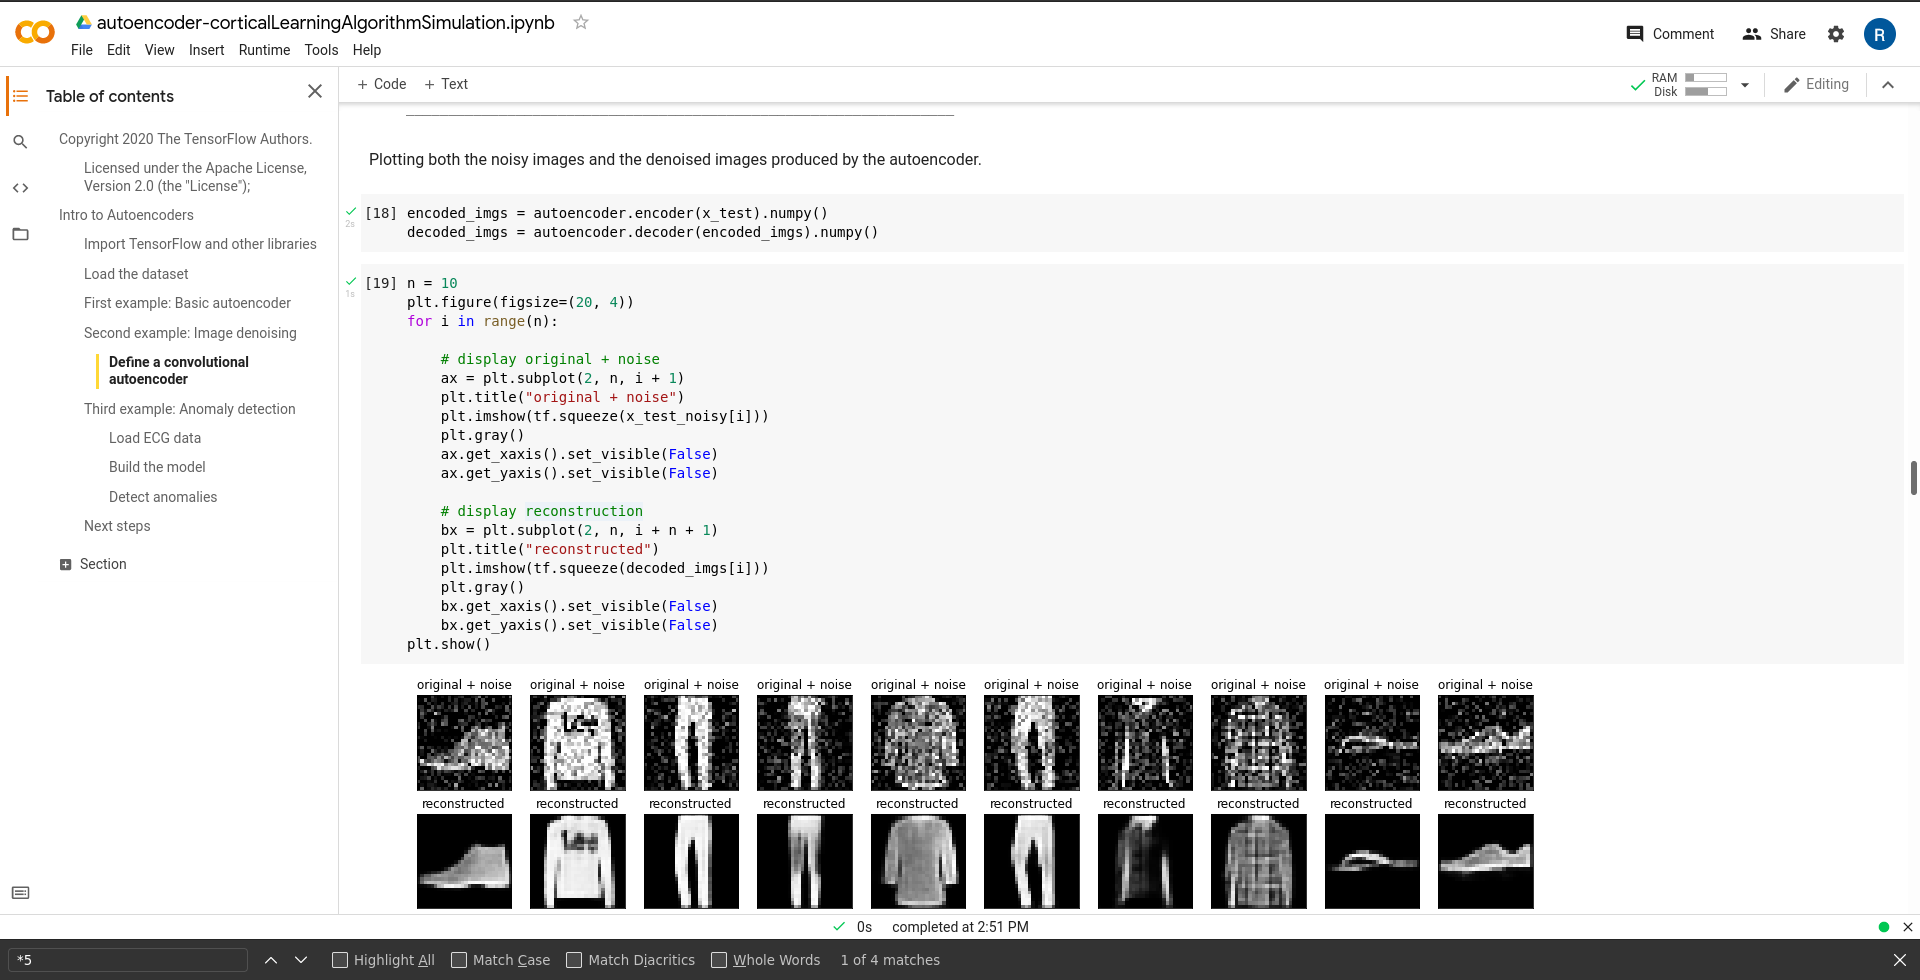 autoencoder-corticalLearningAlgorithmSimulation.ipynb
File Edit View Insert Runtime Tools Help
Comment Share R
Table of contents
Copyright 2020 The TensorFlow Authors.
Licensed under the Apache License,
Version 2.0 (the "License");
Intro to Autoencoders
Import TensorFlow and other libraries
Load the dataset
First example: Basic autoencoder
Second example: Image denoising
Define a convolutional
autoencoder
Third example: Anomaly detection
Load ECG data
Build the model
Detect anomalies
Next steps
Section
+ Code + Text
RAM
Disk
Editing
Plotting both the noisy images and the denoised images produced by the autoencoder.
2s
[18] encoded_imgs = autoencoder.encoder(x_test).numpy()
decoded_imgs = autoencoder.decoder(encoded_imgs).numpy()
1s
[19] n = 10
plt.figure(figsize=(20, 4))
for i in range(n):
# display original + noise
ax = plt.subplot(2, n, i + 1)
plt.title("original + noise")
plt.imshow(tf.squeeze(x_test_noisy[i]))
plt.gray()
ax.get_xaxis().set_visible(False)
ax.get_yaxis().set_visible(False)
# display reconstruction
bx = plt.subplot(2, n, i + n + 1)
plt.title("reconstructed")
plt.imshow(tf.squeeze(decoded_imgs[i]))
plt.gray()
bx.get_xaxis().set_visible(False)
bx.get_yaxis().set_visible(False)
plt.show()
original + noise original + noise original + noise original + noise original + noise original + noise original + noise original + noise original + noise original + noise
Lee
reconstructed reconstructed reconstructed reconstructed reconstructed reconstructed reconstructed reconstructed reconstructed reconstructed
0s completed at 2:51 PM
*5 Highlight All Match Case Match Diacritics Whole Words 1 of 4 matches